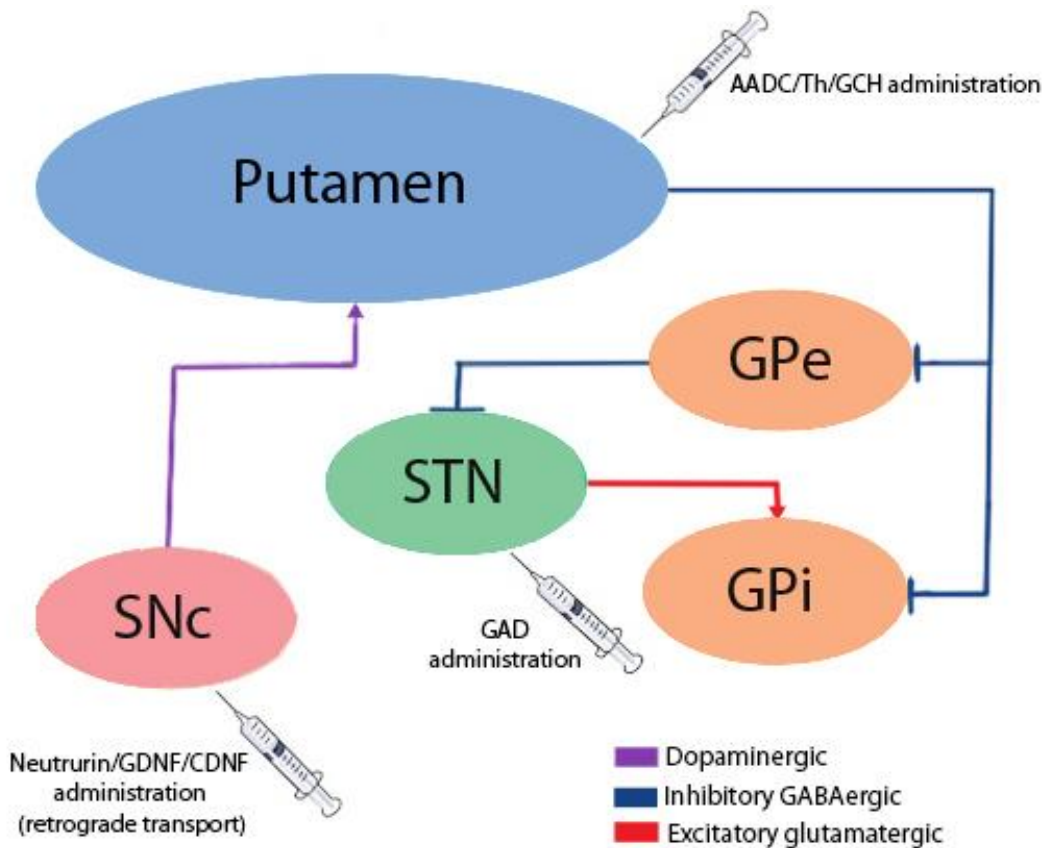 AADC/Th/GCH administration
Putamen
GPe
STN
GPi
SNc
GAD
administration
Neutrurin/GDNF/CDNF
administration
(retrograde transport)
Dopaminergic
Inhibitory GABAergic
Excitatory glutamatergic